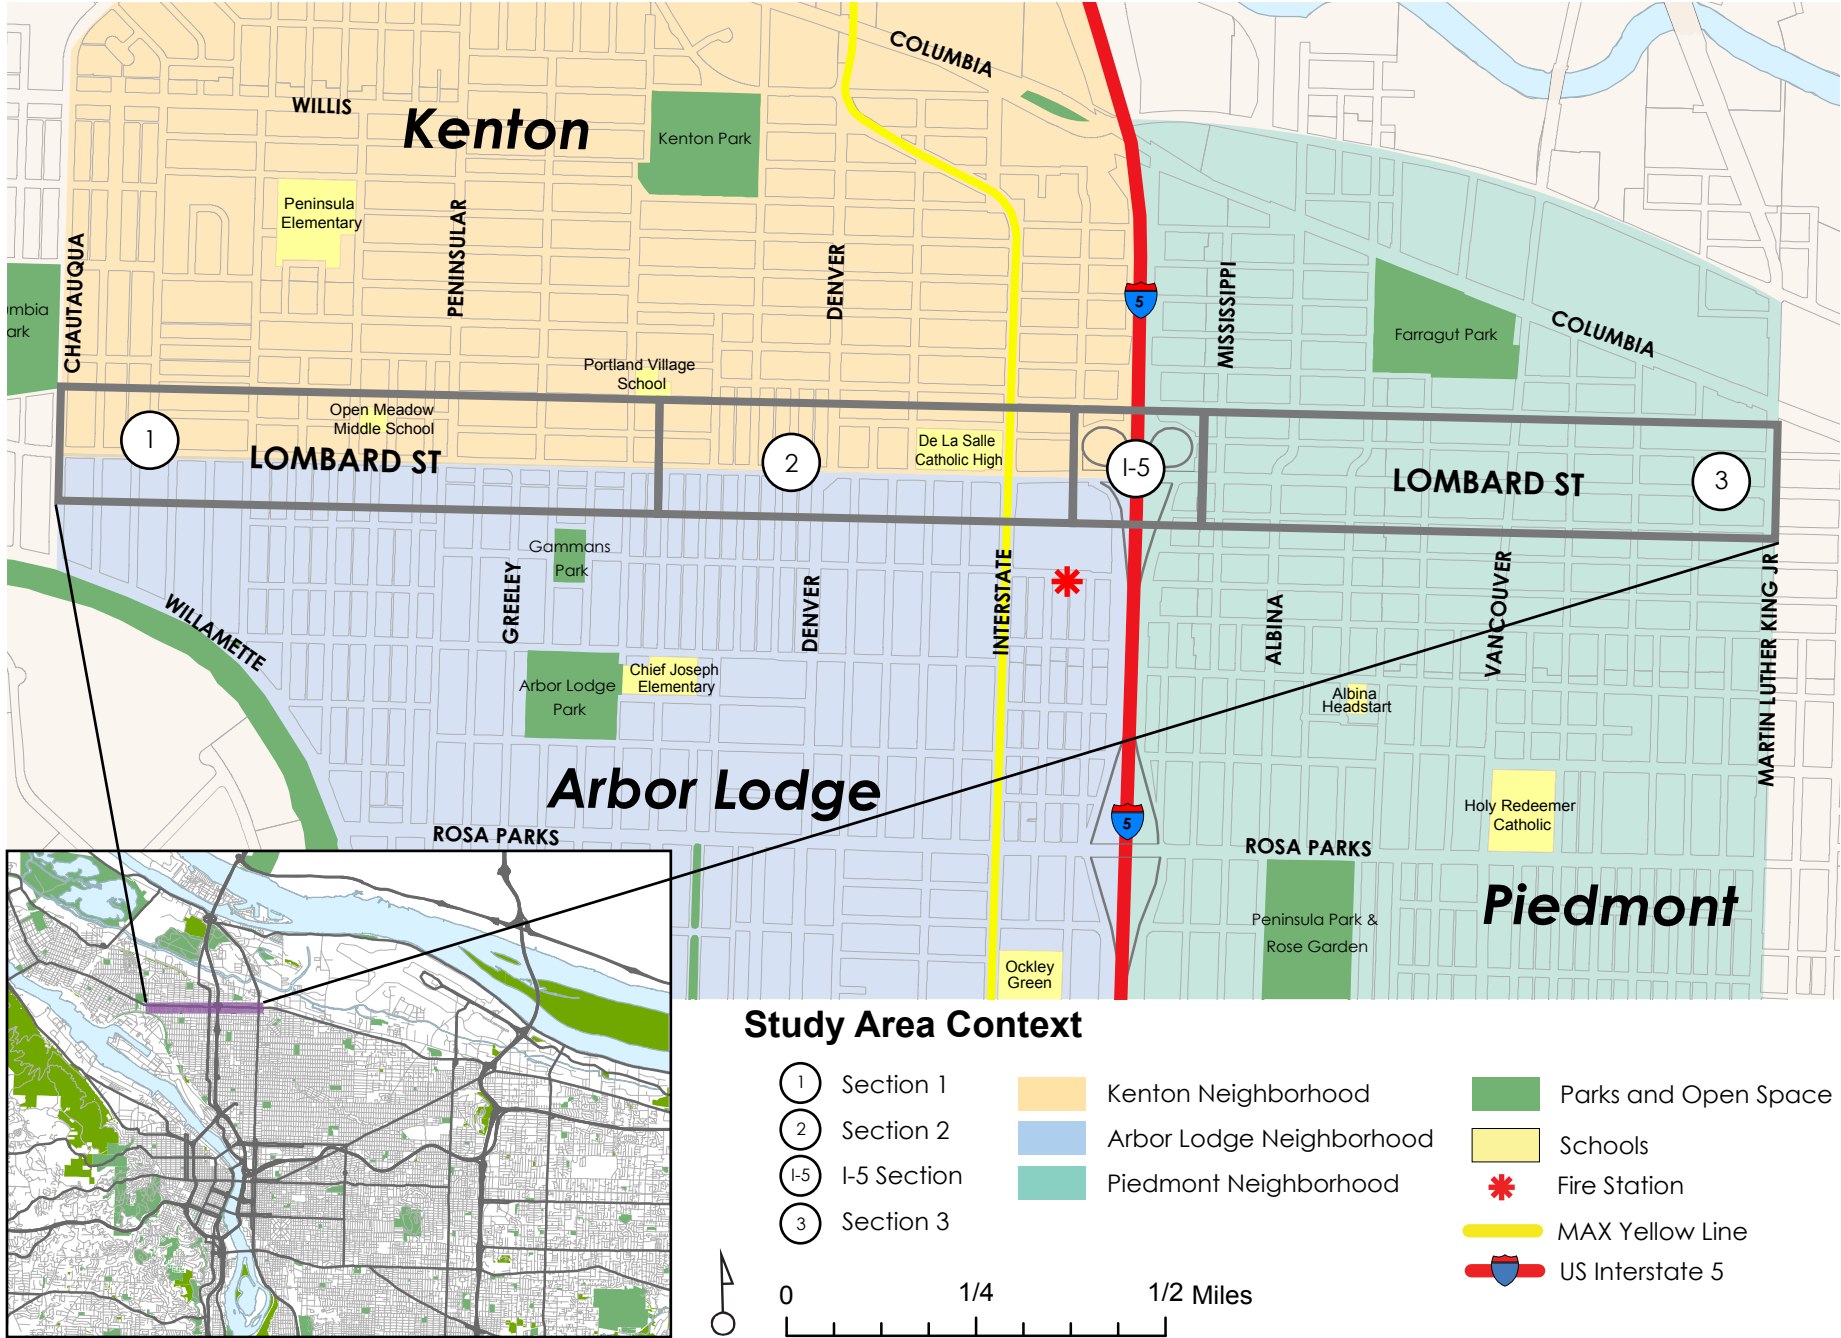 COLUMBIA
WILLIS
Kenton
Kenton Park
Peninsula
Elementary
PENINSULAR
CHAUTAUQUA
DENVER
MISSISSIPPI
5
umbia
ark
Farragut Park
COLUMBIA
Portland Village
School
Open Meadow
Middle School
1
LOMBARD ST
2
De La Salle
Catholic High
I-5
LOMBARD ST
3
Gammans
Park
GREELEY
DENVER
INTERSTATE
ALBINA
VANCOUVER
MARTIN LUTHER KING JR
WILLAMETTE
Arbor Lodge
Park
Chief Joseph
Elementary
Albina
Headstart
Arbor Lodge
5
Holy Redeemer
Catholic
ROSA PARKS
ROSA PARKS
Piedmont
Peninsula Park &
Rose Garden
Ockley
Green
Study Area Context
1 Section 1
2 Section 2
I-5 I-5 Section
3 Section 3
Kenton Neighborhood
Arbor Lodge Neighborhood
Piedmont Neighborhood
Parks and Open Space
Schools
Fire Station
MAX Yellow Line
US Interstate 5
0 1/4 1/2 Miles